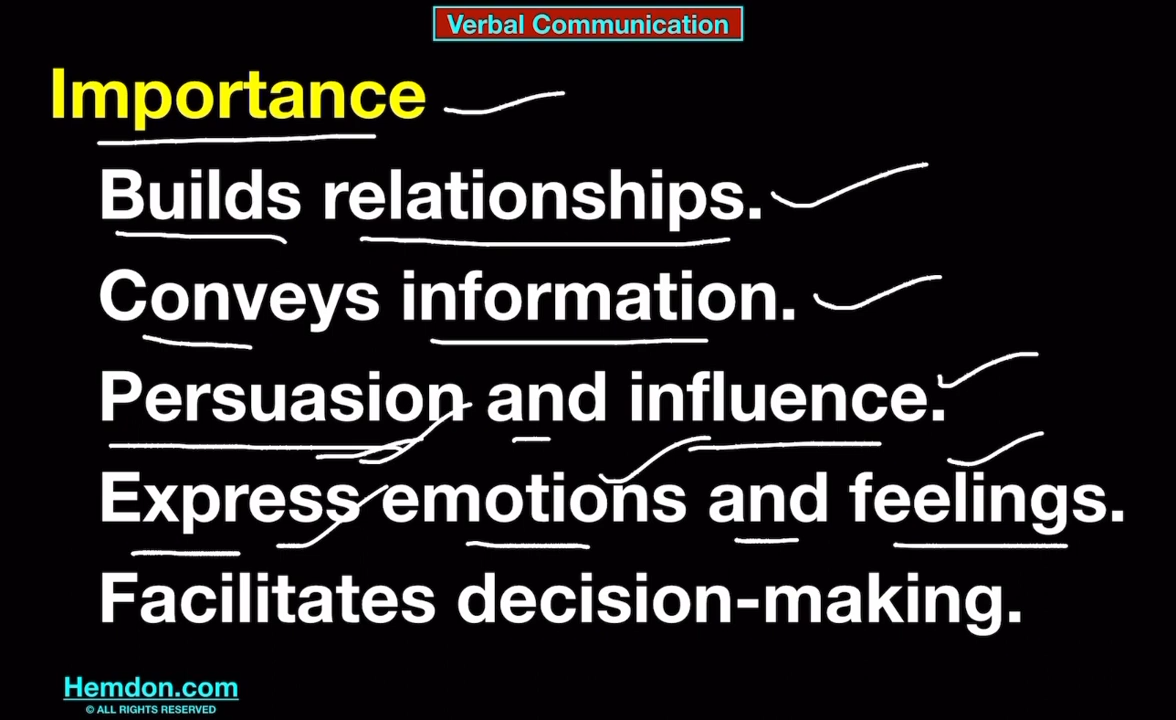 Verbal Communication
Importance
Builds relationships.
Conveys information.
Persuasion and influence.
Express emotions and feelings.
Facilitates decision-making.
Hemdon.com
© ALL RIGHTS RESERVED